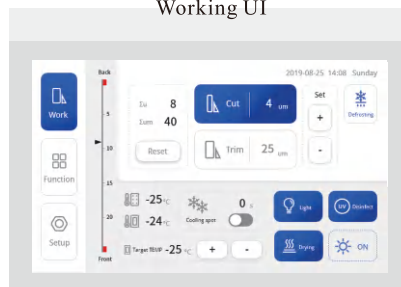 Working UI
Back
2019-08-25 14:08 Sunday
Work
Function
Setup
5
10
15
20
Front
Σu 8
Σum 40
Reset
Cut 4 um
Trim 25 um
Set
+
-
Defrosting
-25 °C
-24 °C
Cooling spot
0 s
Target TEMP -25 °C
+
-
Light
UV Disinfect
Drying
ON